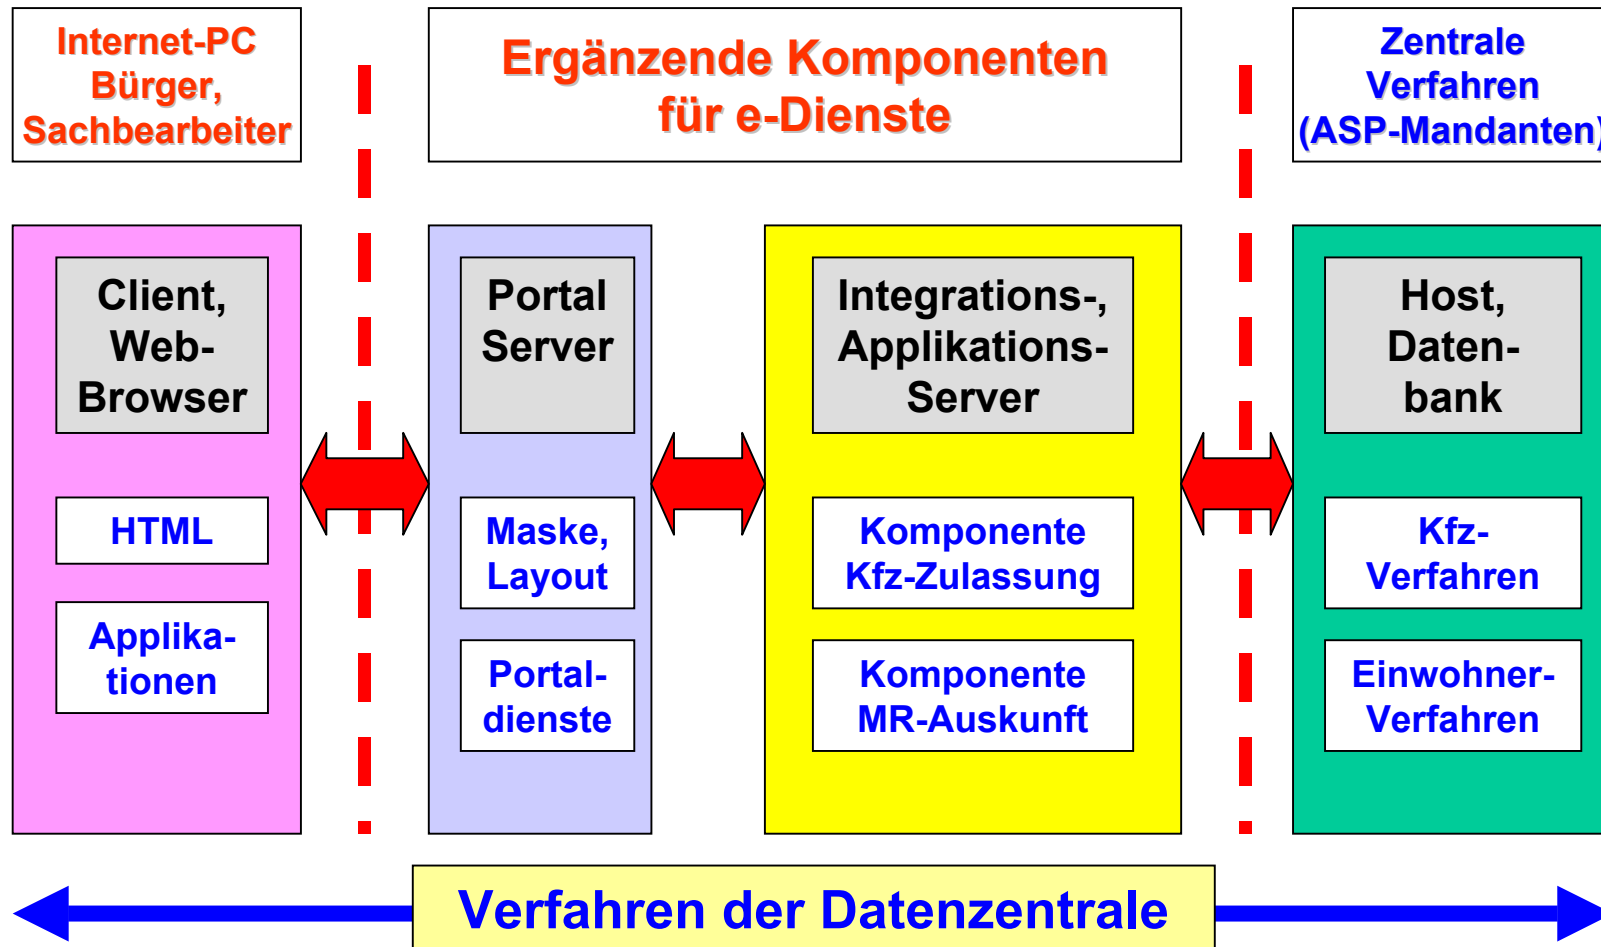 Internet-PC
Bürger,
Sachbearbeiter
Ergänzende Komponenten
für e-Dienste
Zentrale
Verfahren
(ASP-Mandanten)
Client,
Web-
Browser
HTML
Applika-
tionen
Portal
Server
Maske,
Layout
Portal-
dienste
Integrations-,
Applikations-
Server
Komponente
Kfz-Zulassung
Komponente
MR-Auskunft
Host,
Daten-
bank
Kfz-
Verfahren
Einwohner-
Verfahren
Verfahren der Datenzentrale